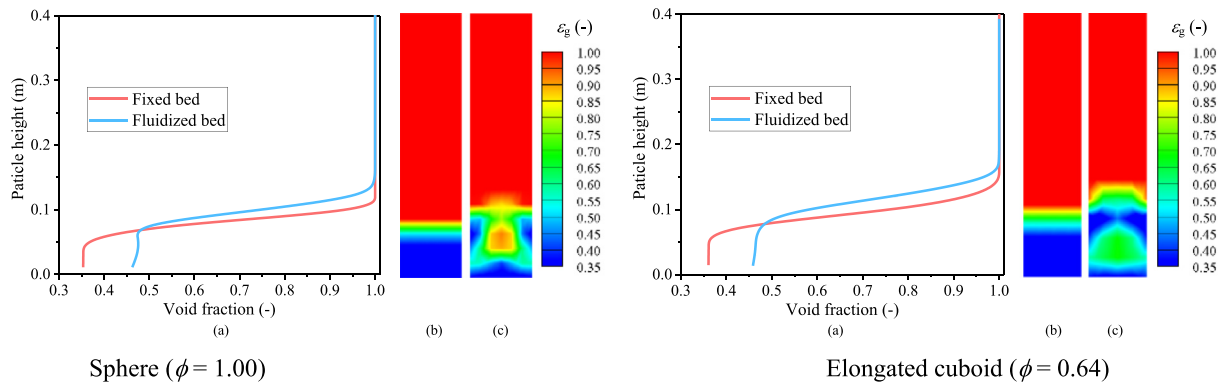 0.4
0.3
0.2
0.1
0.0
Paticle height (m)
Fixed bed
Fluidized bed
0.3 0.4 0.5 0.6 0.7 0.8 0.9 1.0
Void fraction (-)
(a)
(b)
(c)
εg (-)
1.00
0.95
0.90
0.85
0.80
0.75
0.70
0.65
0.60
0.55
0.50
0.45
0.40
0.35
Sphere (ϕ = 1.00)
0.4
0.3
0.2
0.1
0.0
Paticle height (m)
Fixed bed
Fluidized bed
0.3 0.4 0.5 0.6 0.7 0.8 0.9 1.0
Void fraction (-)
(a)
(b)
(c)
εg (-)
1.00
0.95
0.90
0.85
0.80
0.75
0.70
0.65
0.60
0.55
0.50
0.45
0.40
0.35
Elongated cuboid (ϕ = 0.64)